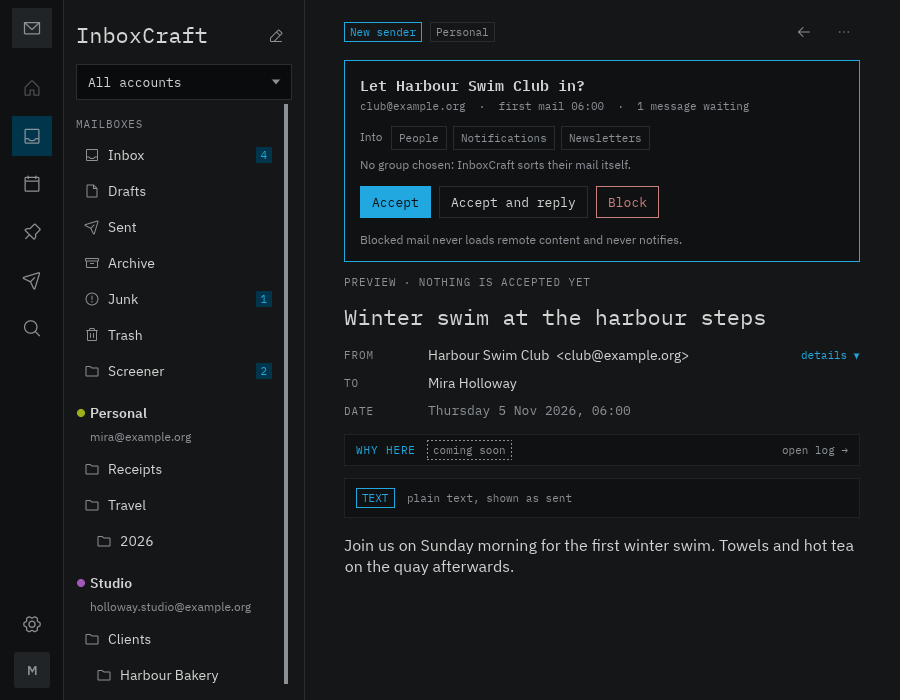 InboxCraft
All accounts
MAILBOXES
Inbox 4
Drafts
Sent
Archive
Junk 1
Trash
Screener 2
Personal
mira@example.org
Receipts
Travel
2026
Studio
holloway.studio@example.org
Clients
Harbour Bakery
M
New sender Personal
Let Harbour Swim Club in?
club@example.org · first mail 06:00 · 1 message waiting
Into People Notifications Newsletters
No group chosen: InboxCraft sorts their mail itself.
Accept Accept and reply Block
Blocked mail never loads remote content and never notifies.
PREVIEW · NOTHING IS ACCEPTED YET
Winter swim at the harbour steps
FROM Harbour Swim Club <club@example.org> details ▾
TO Mira Holloway
DATE Thursday 5 Nov 2026, 06:00
WHY HERE coming soon open log →
TEXT plain text, shown as sent
Join us on Sunday morning for the first winter swim. Towels and hot tea
on the quay afterwards.